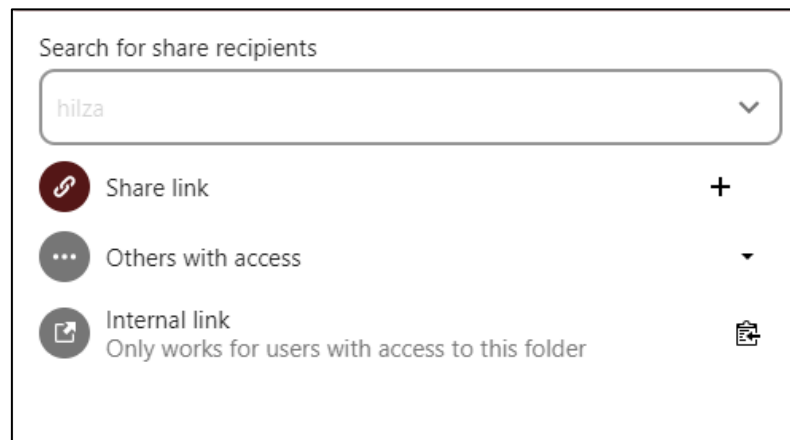 Search for share recipients
hilza
Share link
Others with access
Internal link
Only works for users with access to this folder